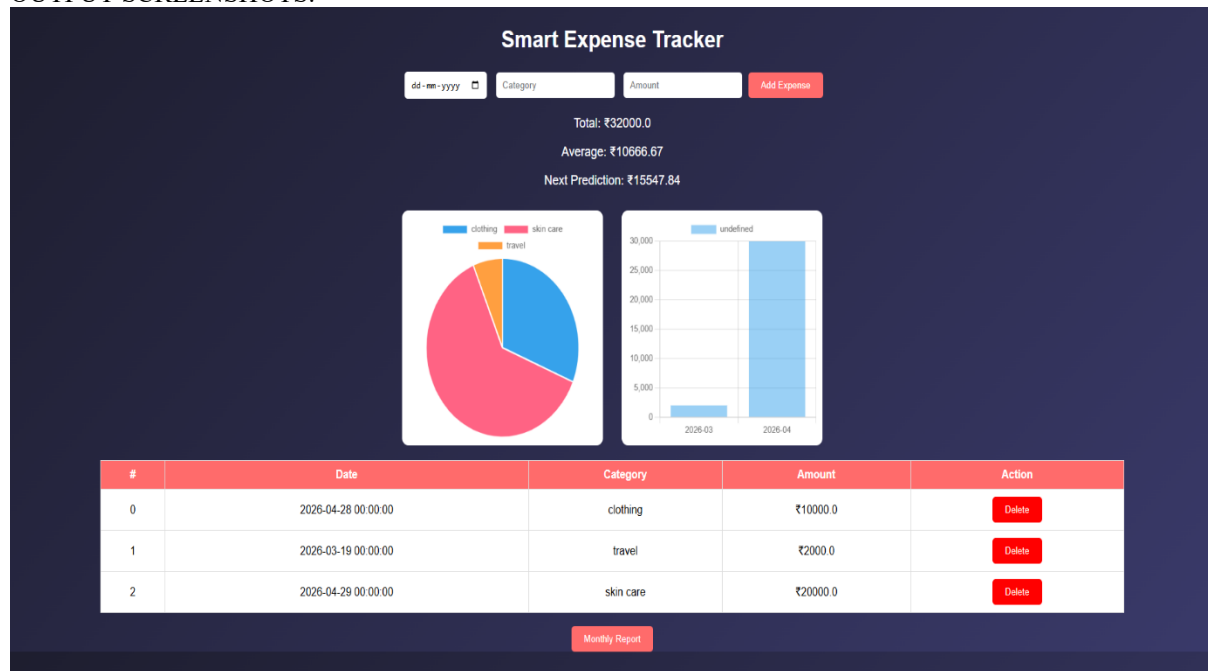 OUTPUT SCREENSHOTS:
Smart Expense Tracker
dd-mm-yyyy Category Amount Add Expense
Total: ₹32000.0
Average: ₹10666.67
Next Prediction: ₹15547.84
clothing skin care
travel
undefined
30,000
25,000
20,000
15,000
10,000
5,000
0
2026-03 2026-04
# Date Category Amount Action
0 2026-04-28 00:00:00 clothing ₹10000.0 Delete
1 2026-03-19 00:00:00 travel ₹2000.0 Delete
2 2026-04-29 00:00:00 skin care ₹20000.0 Delete
Monthly Report